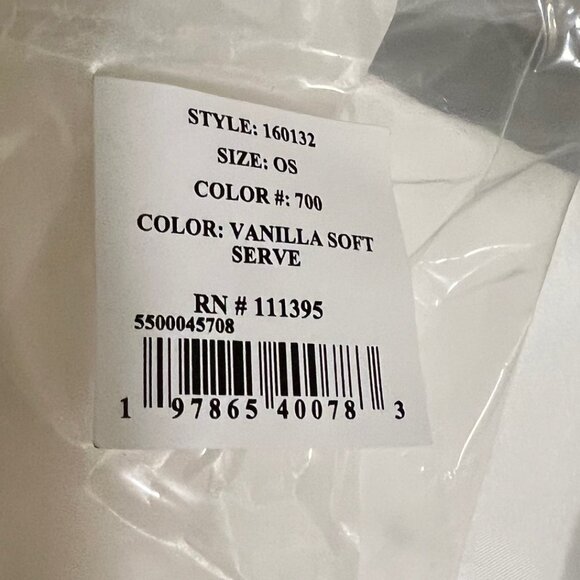 STYLE: 160132
SIZE: OS
COLOR #: 700
COLOR: VANILLA SOFT
SERVE
RN # 111395
5500045708
1 97865 40078 3